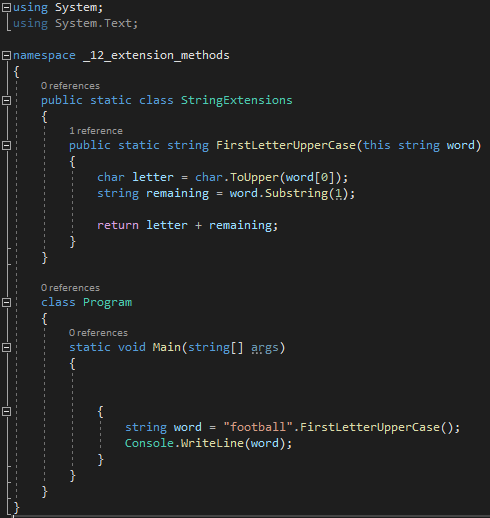 using System;
using System.Text;
namespace _12_extension_methods
{
0 references
public static class StringExtensions
{
1 reference
public static string FirstLetterUpperCase(this string word)
{
char letter = char.ToUpper(word[0]);
string remaining = word.Substring(1);
return letter + remaining;
}
}
0 references
class Program
{
0 references
static void Main(string[] args)
{
{
string word = "football".FirstLetterUpperCase();
Console.WriteLine(word);
}
}
}
}